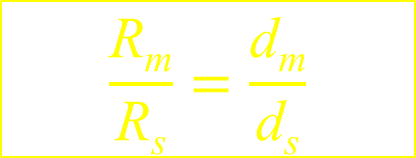 R_m / R_s = d_m / d_s